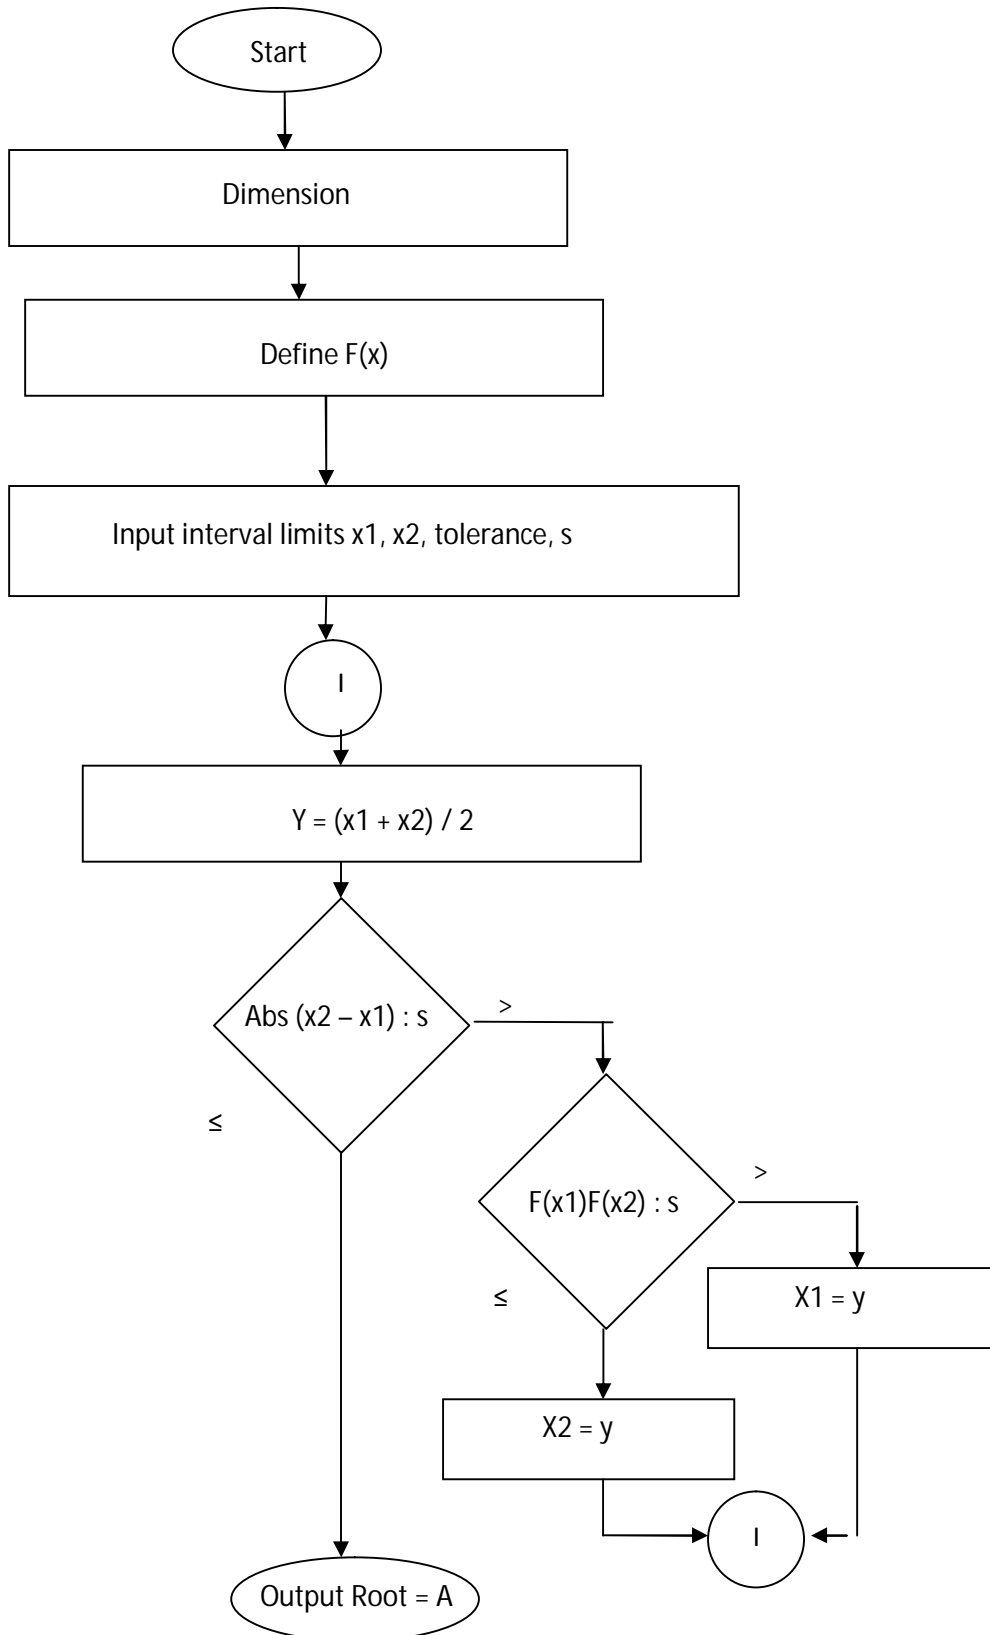 Start
Dimension
Define F(x)
Input interval limits x1, x2, tolerance, s
I
Y = (x1 + x2) / 2
Abs (x2 – x1) : s
>
≤
F(x1)F(x2) : s
>
≤
X1 = y
X2 = y
I
Output Root = A